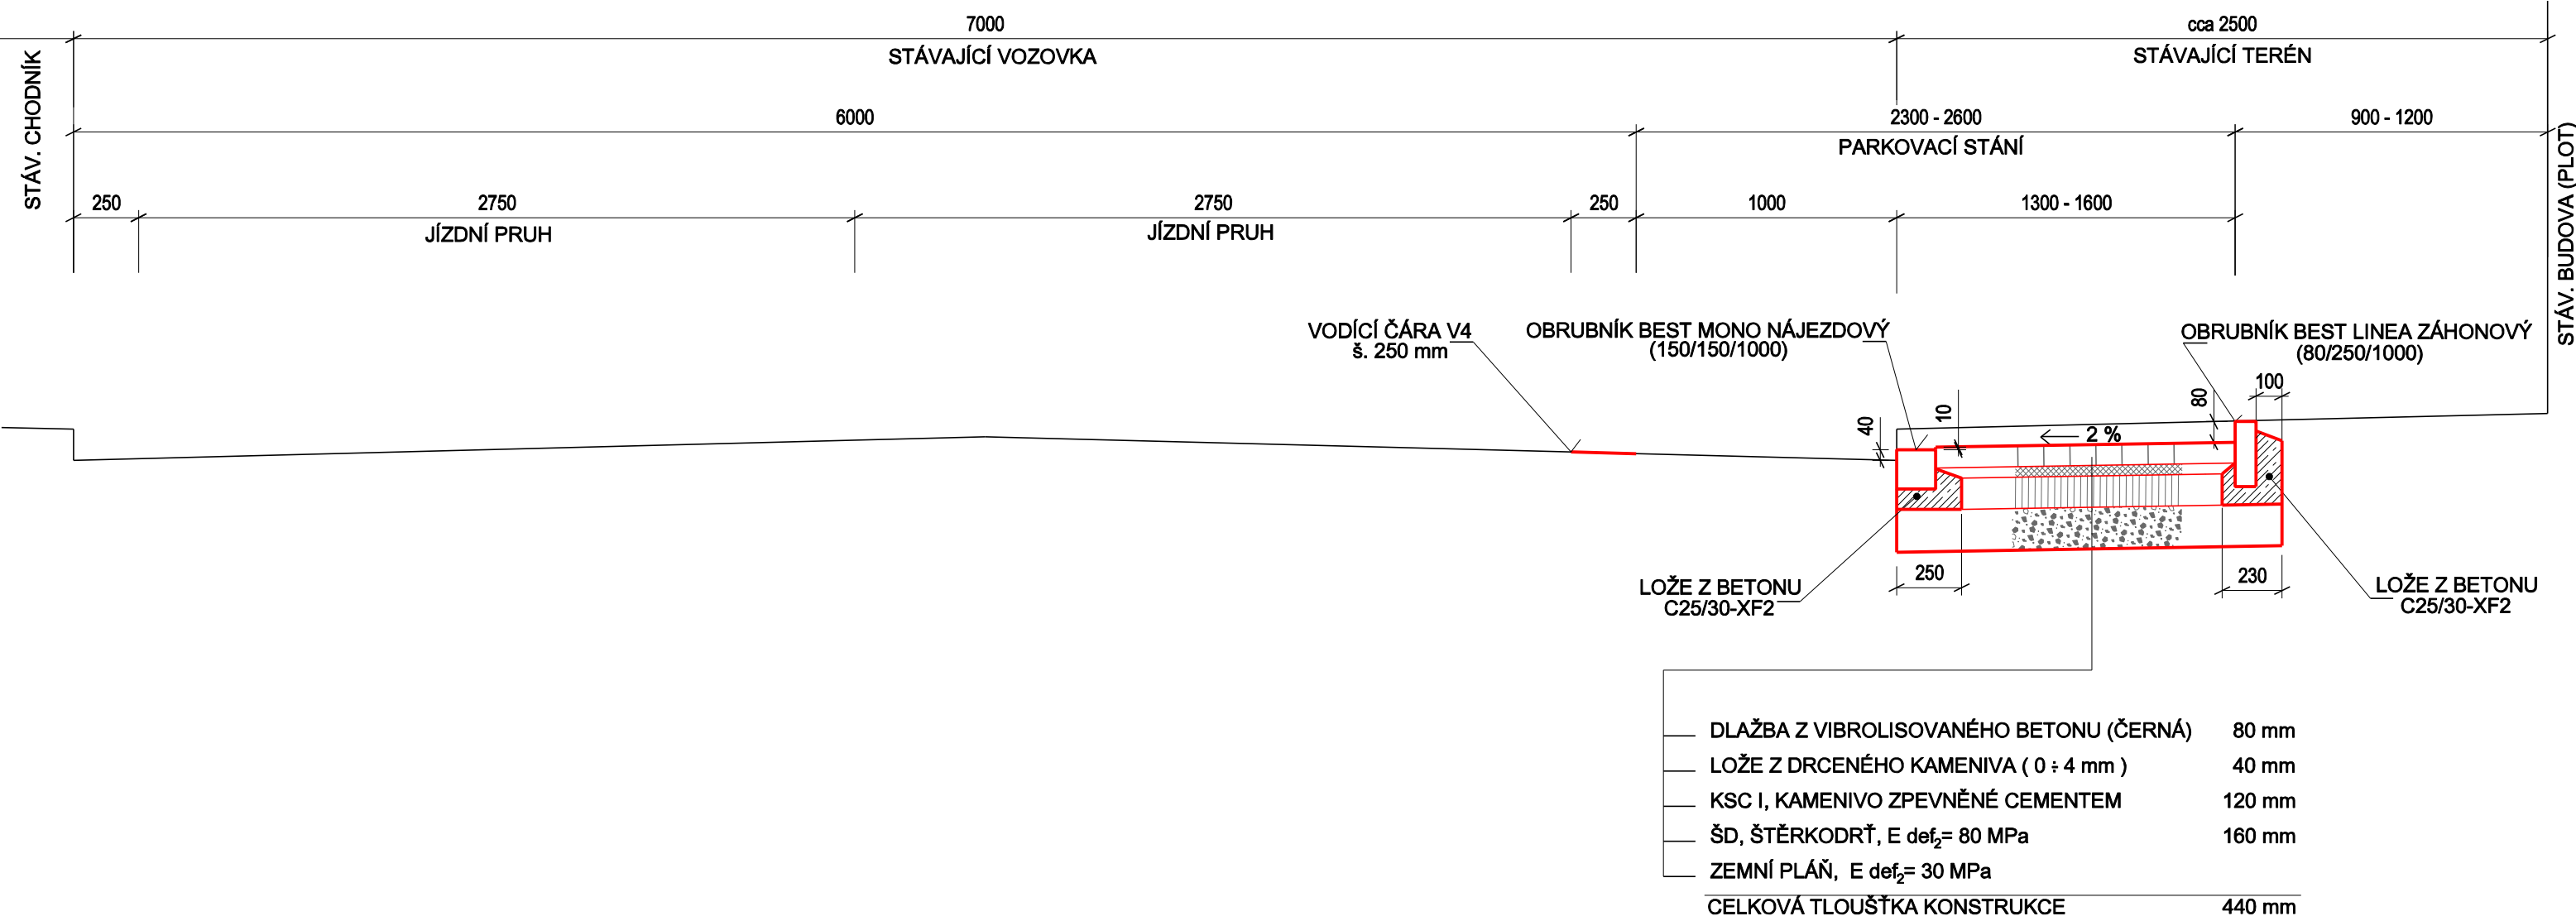 7000
cca 2500
STÁVAJÍCÍ VOZOVKA
STÁVAJÍCÍ TERÉN
STÁV. CHODNÍK
6000
2300 - 2600
900 - 1200
PARKOVACÍ STÁNÍ
STÁV. BUDOVA (PLOT)
250
2750
2750
250
1000
1300 - 1600
JÍZDNÍ PRUH
JÍZDNÍ PRUH
VODÍCÍ ČÁRA V4
š. 250 mm
OBRUBNÍK BEST MONO NÁJEZDOVÝ
(150/150/1000)
OBRUBNÍK BEST LINEA ZÁHONOVÝ
(80/250/1000)
100
80
10
40
2 %
250
230
LOŽE Z BETONU
C25/30-XF2
LOŽE Z BETONU
C25/30-XF2
DLAŽBA Z VIBROLISOVANÉHO BETONU (ČERNÁ) 80 mm
LOŽE Z DRCENÉHO KAMENIVA ( 0 ÷ 4 mm ) 40 mm
KSC I, KAMENIVO ZPEVNĚNÉ CEMENTEM 120 mm
ŠD, ŠTĚRKODRŤ, E def₂= 80 MPa 160 mm
ZEMNÍ PLÁŇ, E def₂= 30 MPa
CELKOVÁ TLOUŠŤKA KONSTRUKCE 440 mm